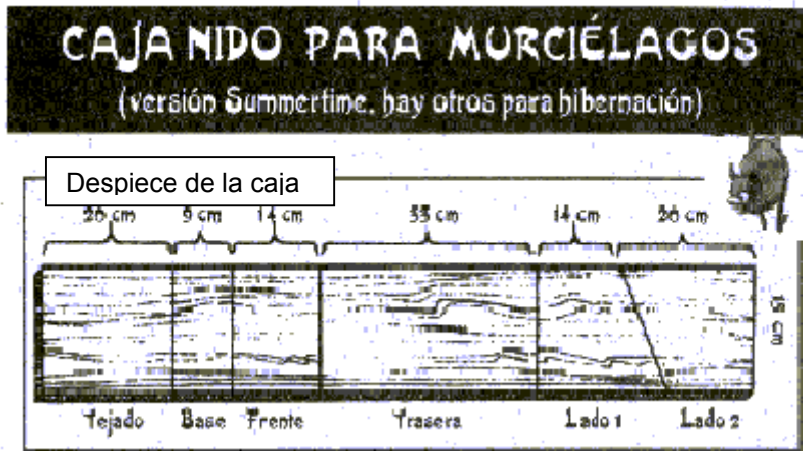 CAJA NIDO PARA MURCIÉLAGOS
(versión Summertime. hay otros para hibernación)
Despiece de la caja
26 cm 9 cm 14 cm 33 cm 14 cm 26 cm
15 cm
Tejado Base Frente Trasera Lado 1 Lado 2